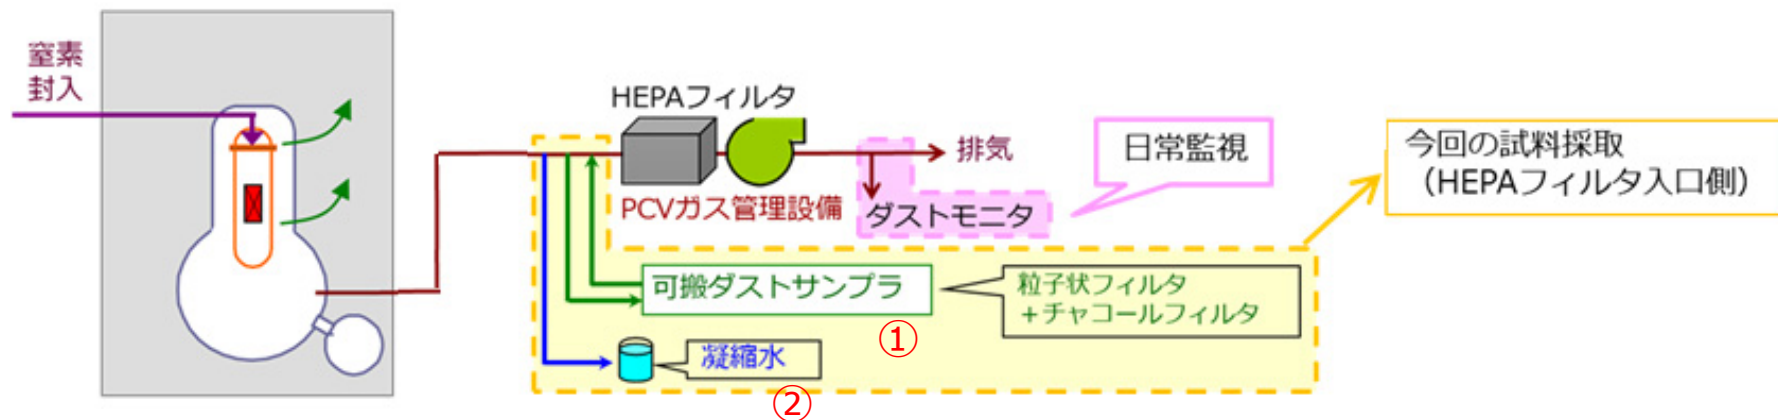 窒素
封入
HEPAフィルタ
排気
日常監視
今回の試料採取
（HEPAフィルタ入口側）
PCVガス管理設備
ダストモニタ
可搬ダストサンプラ
粒子状フィルタ
＋チャコールフィルタ
①
凝縮水
②